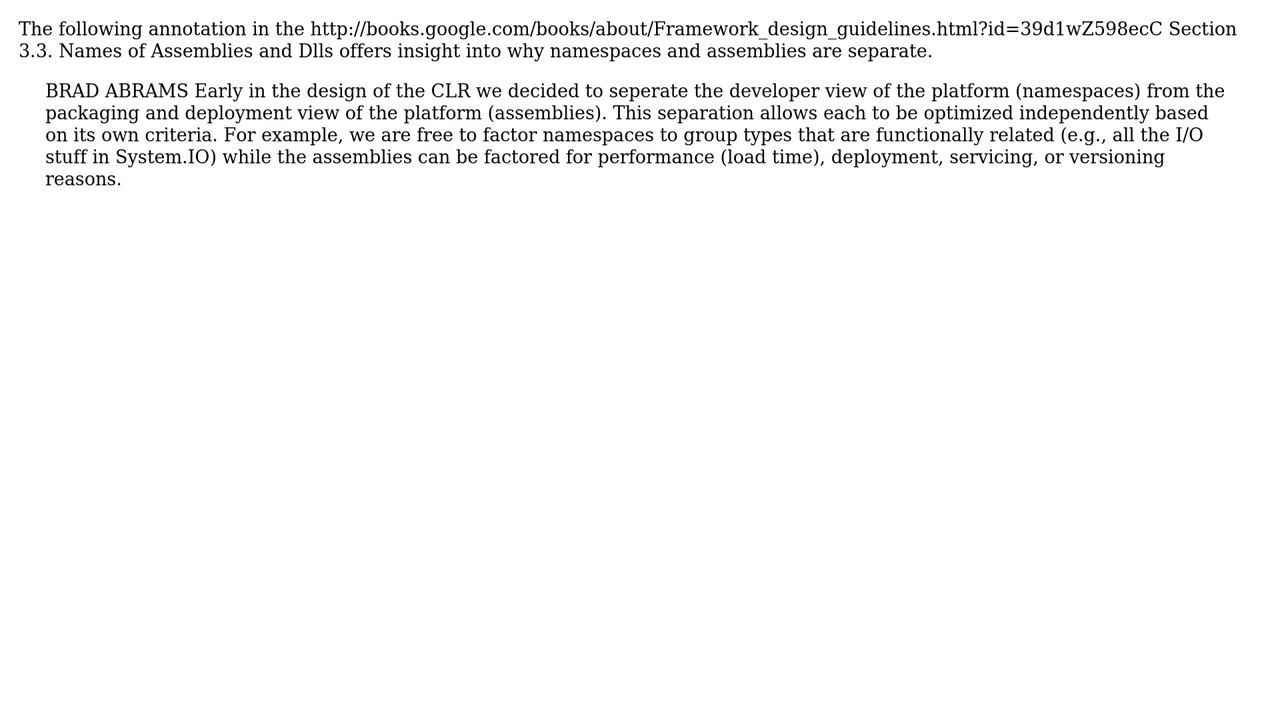 The following annotation in the http://books.google.com/books/about/Framework_design_guidelines.html?id=39d1wZ598ecC Section
3.3. Names of Assemblies and Dlls offers insight into why namespaces and assemblies are separate.
BRAD ABRAMS Early in the design of the CLR we decided to seperate the developer view of the platform (namespaces) from the
packaging and deployment view of the platform (assemblies). This separation allows each to be optimized independently based
on its own criteria. For example, we are free to factor namespaces to group types that are functionally related (e.g., all the I/O
stuff in System.IO) while the assemblies can be factored for performance (load time), deployment, servicing, or versioning
reasons.